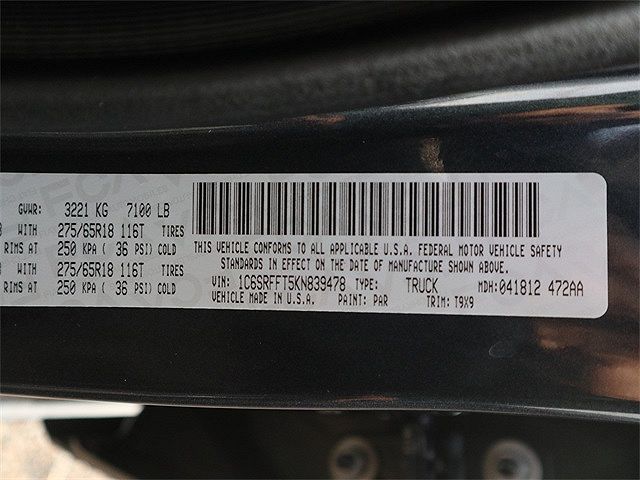 GVWR: 3221 KG 7100 LB
WITH 275/65R18 116T TIRES
RIMS AT 250 KPA ( 36 PSI) COLD
WITH 275/65R18 116T TIRES
RIMS AT 250 KPA ( 36 PSI) COLD
THIS VEHICLE CONFORMS TO ALL APPLICABLE U.S.A. FEDERAL MOTOR VEHICLE SAFETY
STANDARDS IN EFFECT ON THE DATE OF MANUFACTURE SHOWN ABOVE.
VIN: 1C6SRFFT5KN839478 TYPE: TRUCK MDH:041812 472AA
VEHICLE MADE IN U.S.A. PAINT: PAR TRIM: T9X9